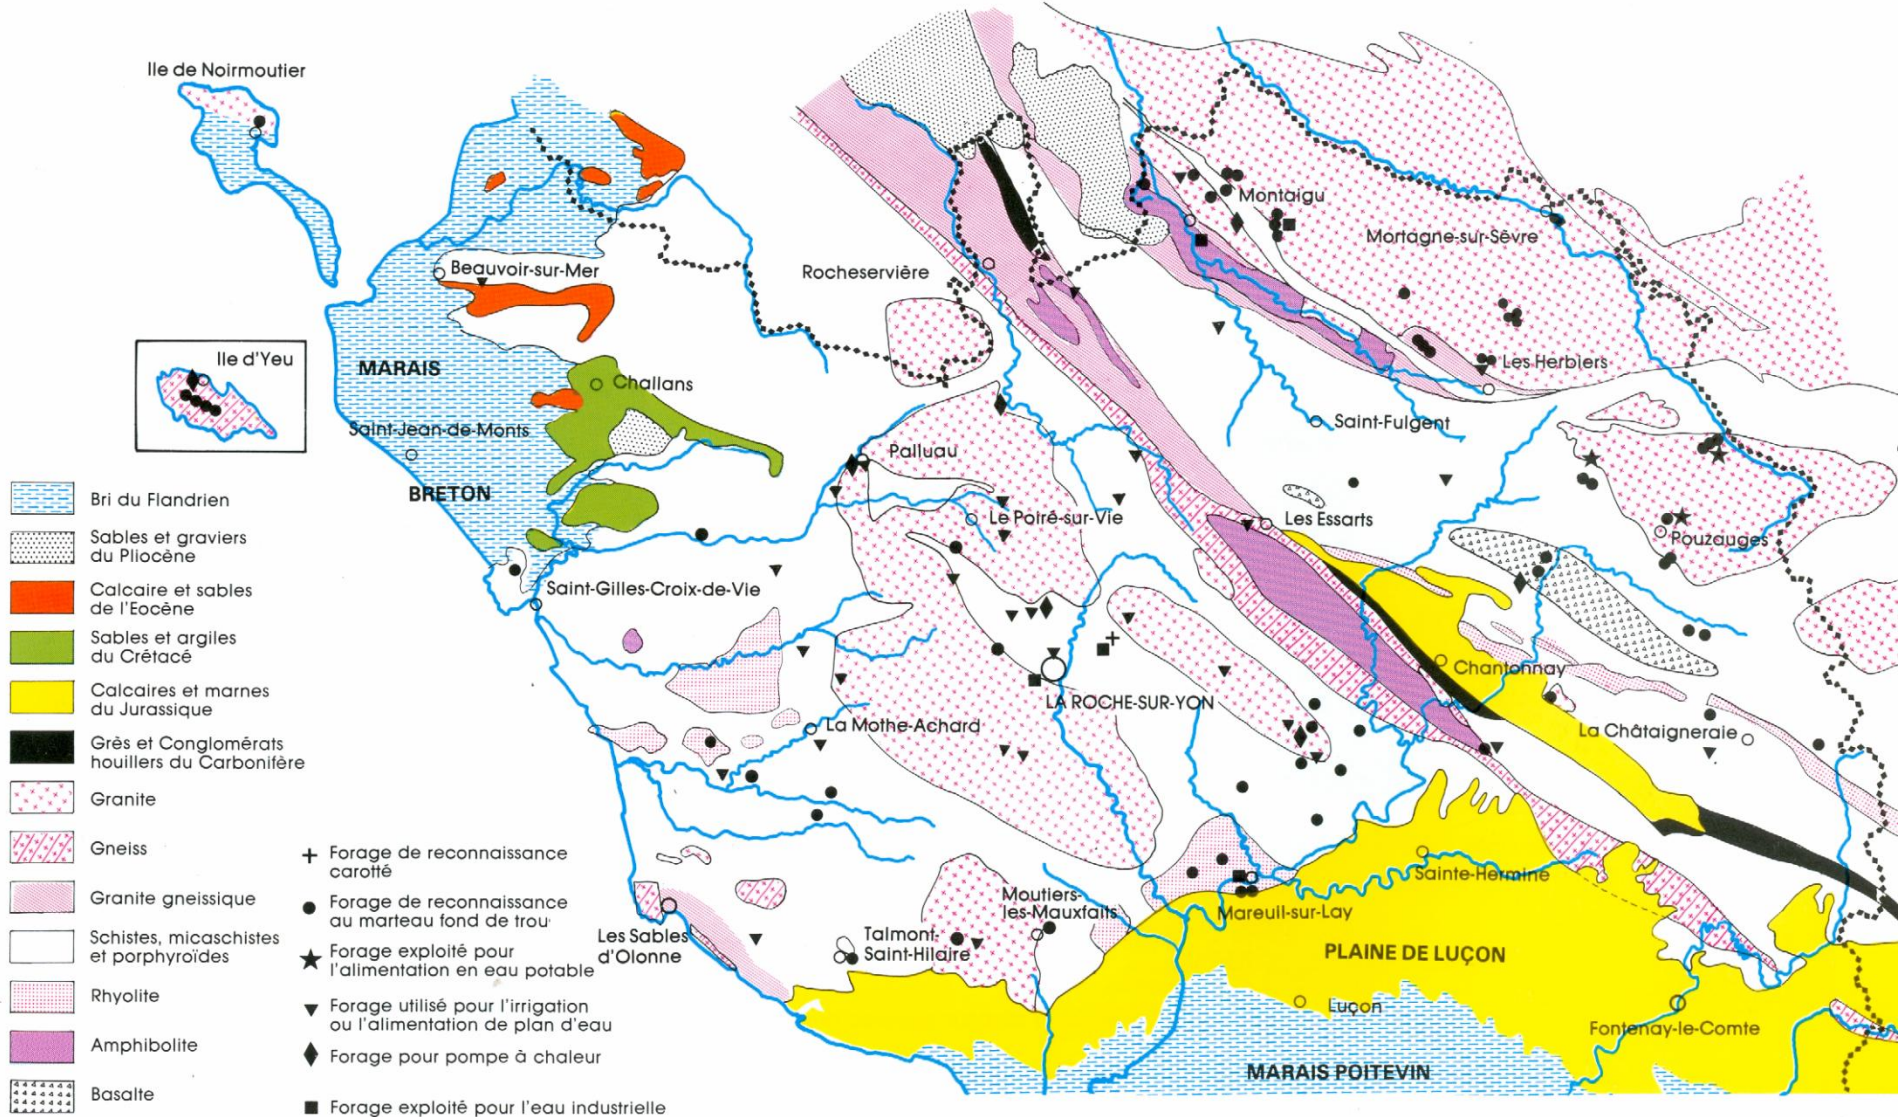 Ile de Noirmoutier
Montaigu
Mortagne-sur-Sèvre
Beauvoir-sur-Mer
Rocheservière
Ile d'Yeu
MARAIS
Challans
Les Herbiers
Saint-Jean-de-Monts
Saint-Fulgent
Palluau
BRETON
Le Poiré-sur-Vie
Les Essarts
Pouzauges
Saint-Gilles-Croix-de-Vie
Chantonnay
LA ROCHE-SUR-YON
La Mothe-Achard
La Châtaigneraie
Sainte-Hermine
Moutiers-
les-Mauxfaits
Mareuil-sur-Lay
Les Sables
d'Olonne
Talmont-
Saint-Hilaire
PLAINE DE LUÇON
Luçon
Fontenay-le-Comte
MARAIS POITEVIN
Bri du Flandrien
Sables et graviers
du Pliocène
Calcaire et sables
de l'Eocène
Sables et argiles
du Crétacé
Calcaires et marnes
du Jurassique
Grès et Conglomérats
houillers du Carbonifère
Granite
Gneiss
Granite gneissique
Schistes, micaschistes
et porphyroïdes
Rhyolite
Amphibolite
Basalte
Forage de reconnaissance
carotté
Forage de reconnaissance
au marteau fond de trou
Forage exploité pour
l'alimentation en eau potable
Forage utilisé pour l'irrigation
ou l'alimentation de plan d'eau
Forage pour pompe à chaleur
Forage exploité pour l'eau industrielle